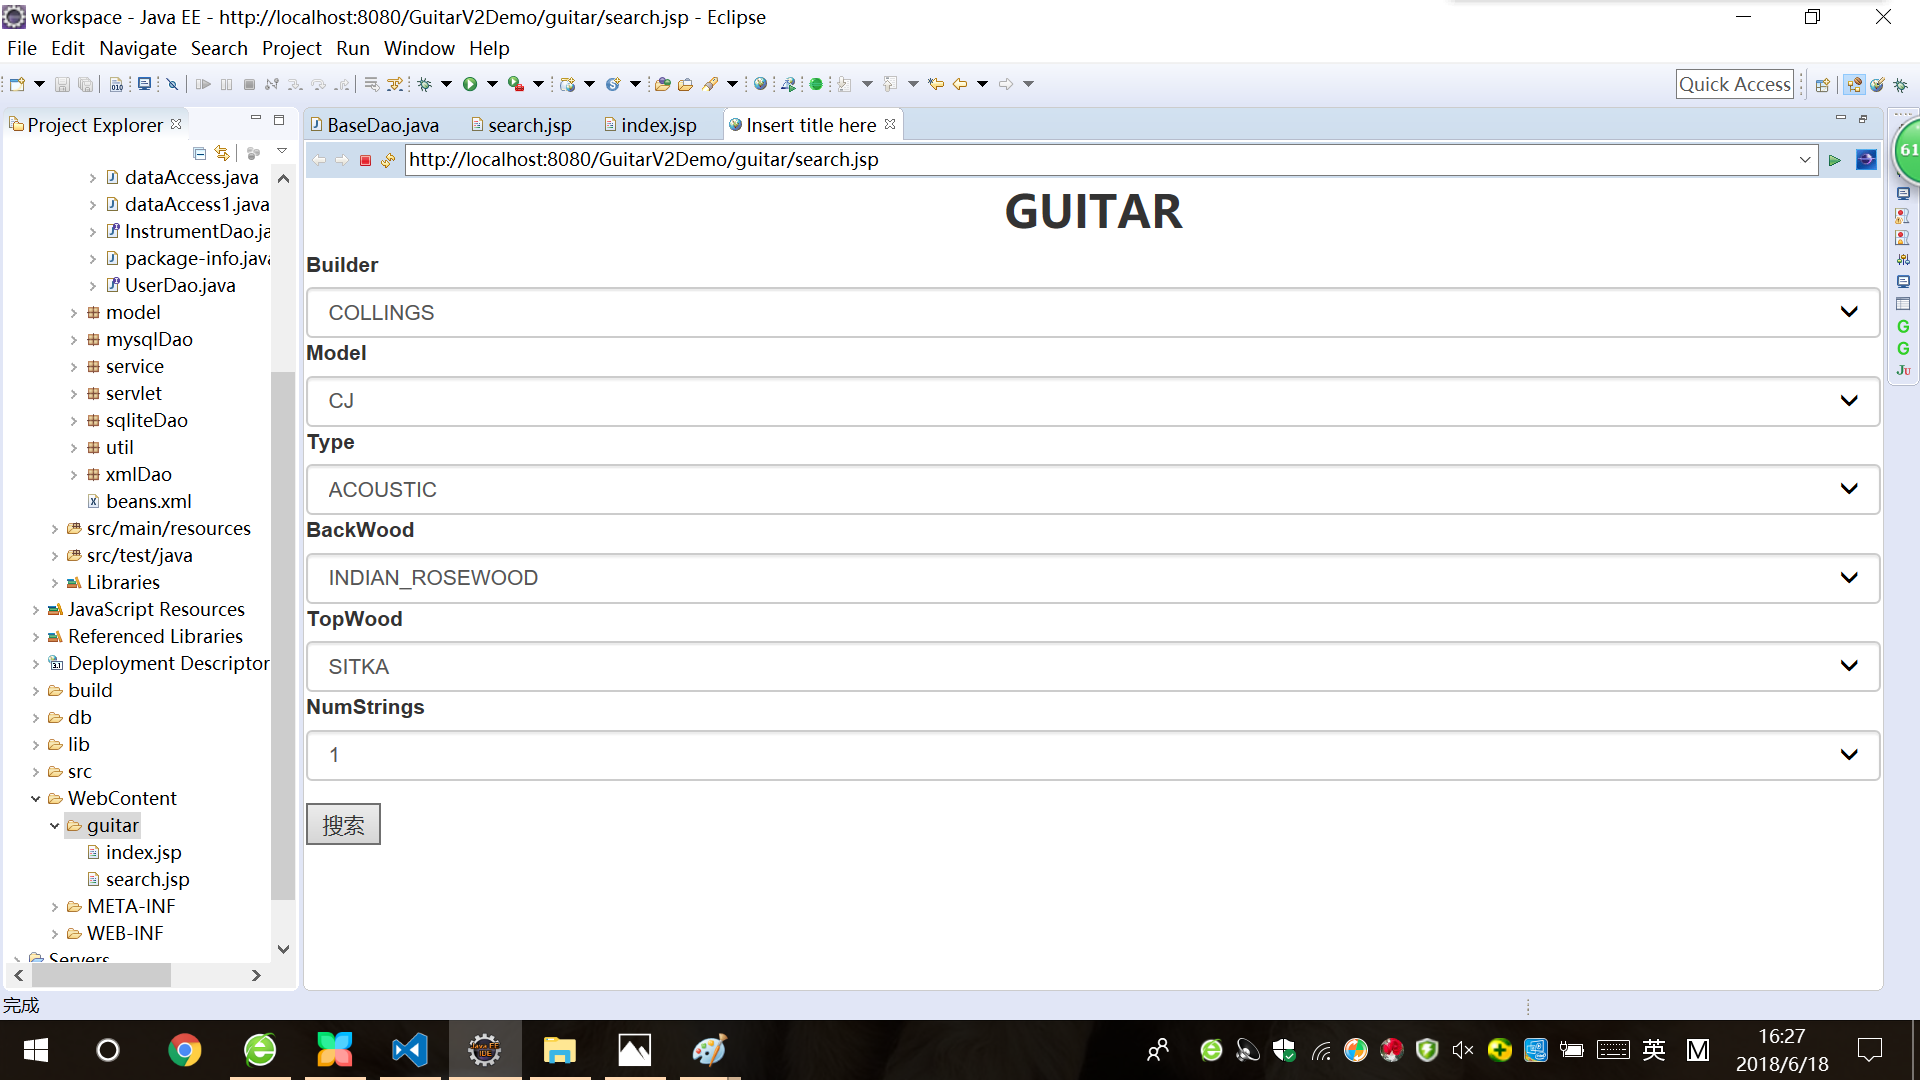 workspace - Java EE - http://localhost:8080/GuitarV2Demo/guitar/search.jsp - Eclipse
File Edit Navigate Search Project Run Window Help
Quick Access
Project Explorer
BaseDao.java search.jsp index.jsp Insert title here
http://localhost:8080/GuitarV2Demo/guitar/search.jsp
61
dataAccess.java
dataAccess1.java
InstrumentDao.ja
package-info.java
UserDao.java
model
mysqlDao
service
servlet
sqliteDao
util
xmlDao
beans.xml
src/main/resources
src/test/java
Libraries
JavaScript Resources
Referenced Libraries
Deployment Descriptor
build
db
lib
src
WebContent
guitar
index.jsp
search.jsp
META-INF
WEB-INF
Servers
GUITAR
Builder
COLLINGS
Model
CJ
Type
ACOUSTIC
BackWood
INDIAN_ROSEWOOD
TopWood
SITKA
NumStrings
1
搜索
G
G
Ju
完成
英
M
16:27
2018/6/18